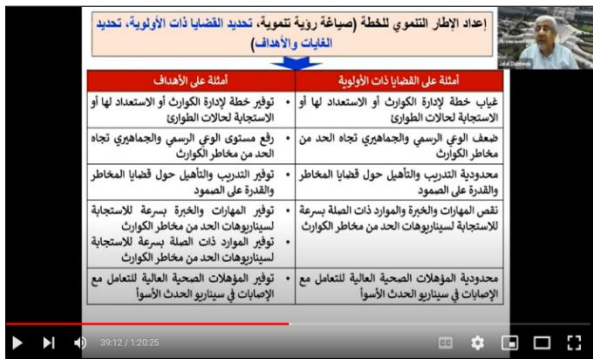 إعداد الإطار التنموي للخطة (صياغة رؤية تنموية، تحديد القضايا ذات الأولوية، تحديد
الغايات والأهداف)
أمثلة على القضايا ذات الأولوية
أمثلة على الأهداف
غياب خطة لإدارة الكوارث أو الاستعداد لها أو
الاستجابة لحالات الطوارئ
• توفير خطة لإدارة الكوارث أو الاستعداد لها أو
الاستجابة لحالات الطوارئ
ضعف الوعي الرسمي والجماهيري تجاه الحد من
مخاطر الكوارث
• رفع مستوى الوعي الرسمي والجماهيري تجاه
الحد من مخاطر الكوارث
محدودية التدريب والتأهيل حول قضايا المخاطر
والقدرة على الصمود
• توفير التدريب والتأهيل حول قضايا المخاطر
والقدرة على الصمود
نقص المهارات والخبرة والموارد ذات الصلة بسرعة
للاستجابة لسيناريوهات الحد من مخاطر الكوارث
• توفير المهارات والخبرة بسرعة للاستجابة
لسيناريوهات الحد من مخاطر الكوارث
• توفير الموارد ذات الصلة بسرعة للاستجابة
لسيناريوهات الحد من مخاطر الكوارث
محدودية المؤهلات الصحية العالية للتعامل مع
الإصابات في سيناريو الحدث الأسوأ
• توفير المؤهلات الصحية العالية للتعامل مع
الإصابات في سيناريو الحدث الأسوأ
39:12 / 1:20:25